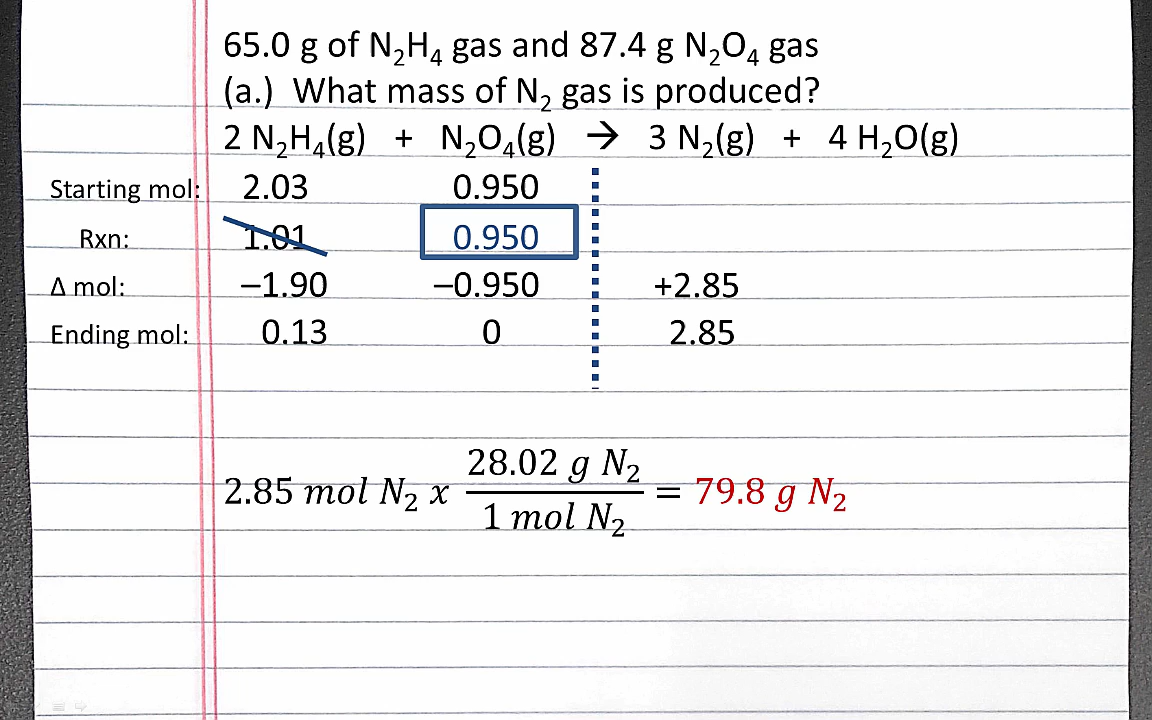 65.0 g of N₂H₄ gas and 87.4 g N₂O₄ gas
(a.) What mass of N₂ gas is produced?
2 N₂H₄(g) + N₂O₄(g) → 3 N₂(g) + 4 H₂O(g)
Starting mol: 2.03 0.950
Rxn: 1.01 0.950
Δ mol: –1.90 –0.950 +2.85
Ending mol: 0.13 0 2.85
2.85 mol N₂ x 28.02 g N₂ / 1 mol N₂ = 79.8 g N₂